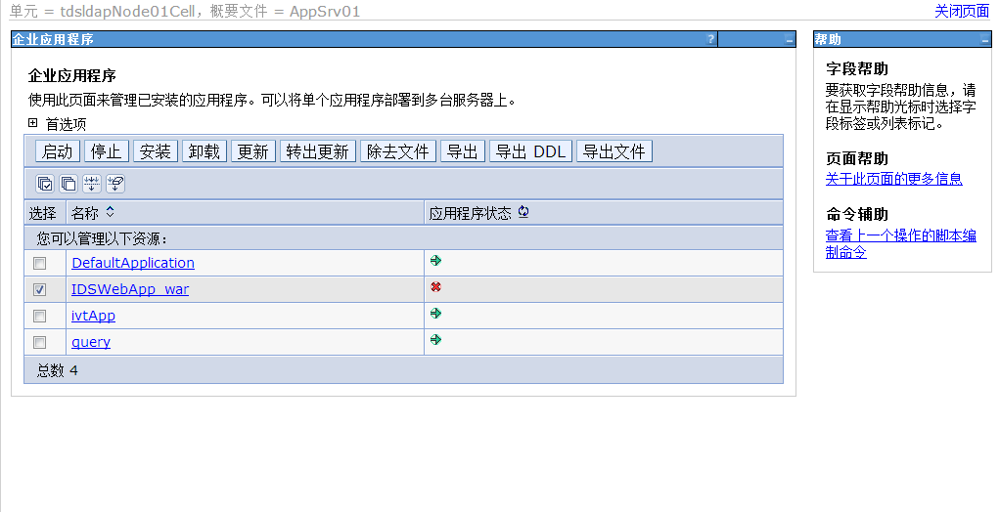 单元 = tdsldapNode01Cell，概要文件 = AppSrv01
关闭页面
企业应用程序
?
帮助
企业应用程序
使用此页面来管理已安装的应用程序。可以将单个应用程序部署到多台服务器上。
首选项
启动 停止 安装 卸载 更新 转出更新 除去文件 导出 导出 DDL 导出文件
选择 名称 应用程序状态
您可以管理以下资源：
DefaultApplication
IDSWebApp_war
ivtApp
query
总数 4
字段帮助
要获取字段帮助信息，请
在显示帮助光标时选择字
段标签或列表标记。
页面帮助
关于此页面的更多信息
命令辅助
查看上一个操作的脚本编
制命令